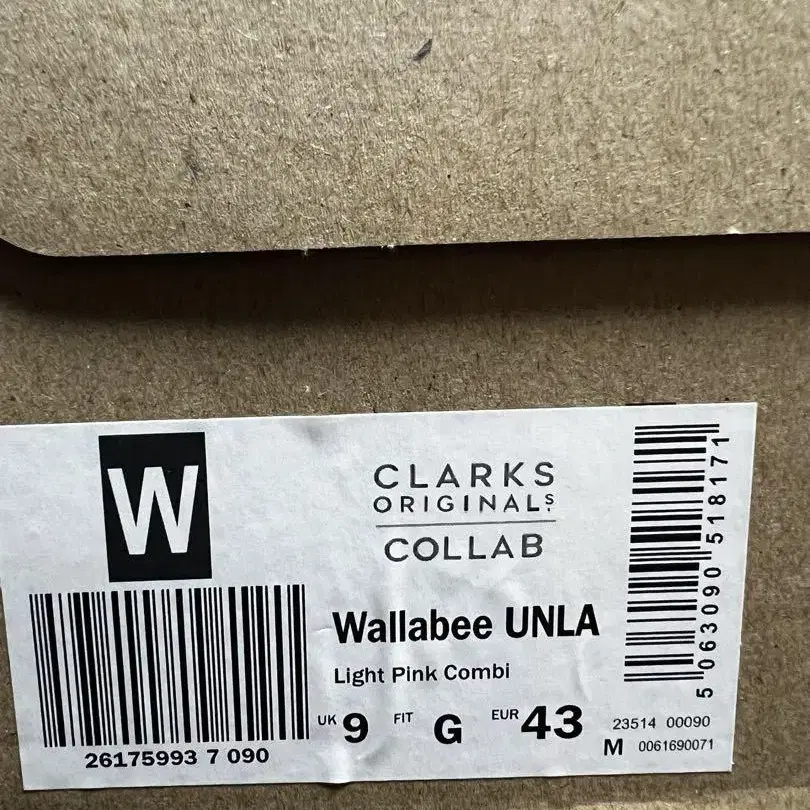 W
CLARKS
ORIGINALS.
COLLAB
Wallabee UNLA
Light Pink Combi
UK 9 FIT G EUR 43
26175993 7 090
5 063090 518171
23514 00090
M 0061690071